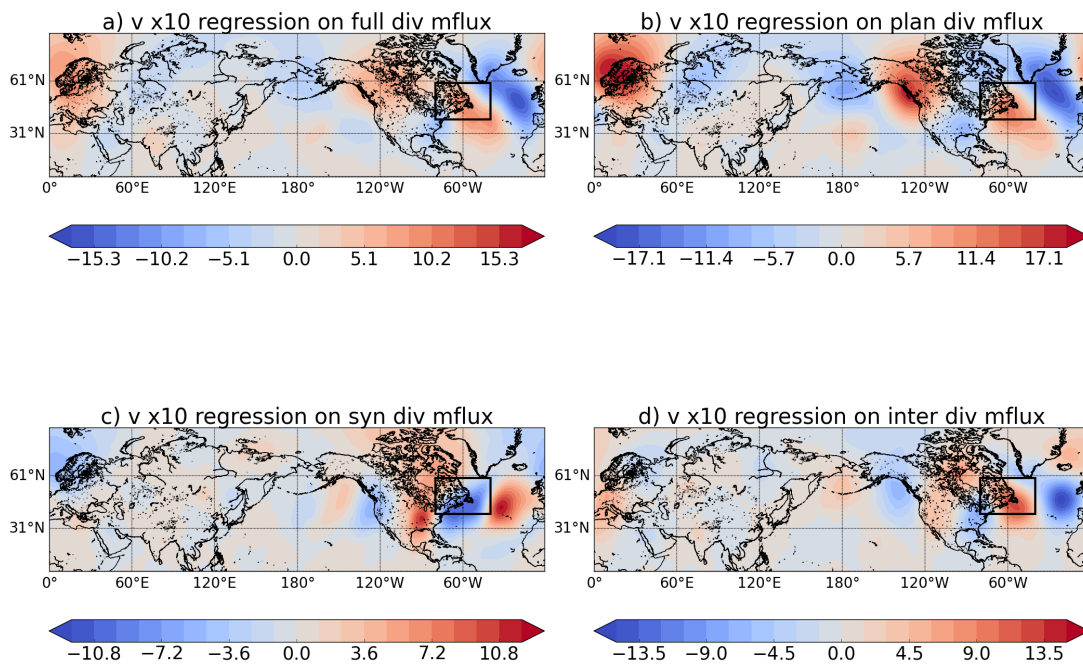 a) v x10 regression on full div mflux
61°N
31°N
0° 60°E 120°E 180° 120°W 60°W
−15.3 −10.2 −5.1 0.0 5.1 10.2 15.3
b) v x10 regression on plan div mflux
61°N
31°N
0° 60°E 120°E 180° 120°W 60°W
−17.1 −11.4 −5.7 0.0 5.7 11.4 17.1
c) v x10 regression on syn div mflux
61°N
31°N
0° 60°E 120°E 180° 120°W 60°W
−10.8 −7.2 −3.6 0.0 3.6 7.2 10.8
d) v x10 regression on inter div mflux
61°N
31°N
0° 60°E 120°E 180° 120°W 60°W
−13.5 −9.0 −4.5 0.0 4.5 9.0 13.5